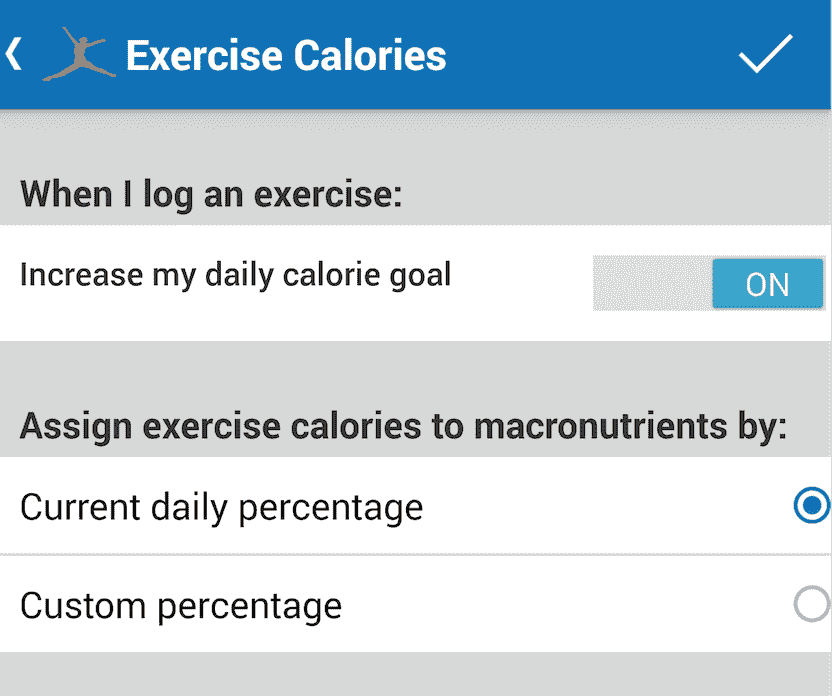 Exercise Calories
When I log an exercise:
Increase my daily calorie goal
ON
Assign exercise calories to macronutrients by:
Current daily percentage
Custom percentage